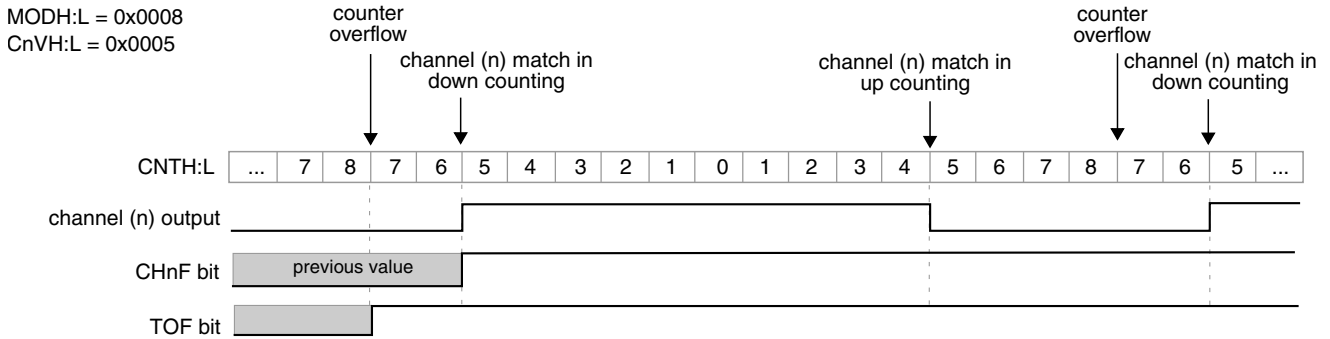 MODH:L = 0x0008
CnVH:L = 0x0005
counter
overflow
channel (n) match in
down counting
channel (n) match in
up counting
counter
overflow
channel (n) match in
down counting
CNTH:L ... 7 8 7 6 5 4 3 2 1 0 1 2 3 4 5 6 7 8 7 6 5 ...
channel (n) output
CHnF bit previous value
TOF bit